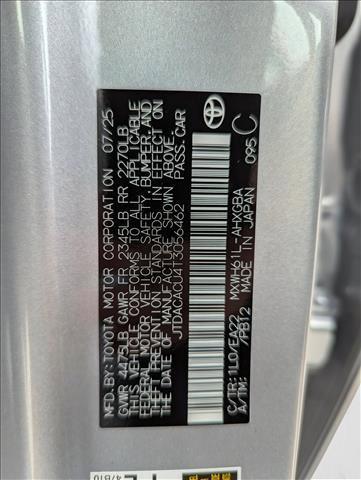 MFD.BY:TOYOTA MOTOR CORPORATION 07/25
GVWR 4475LB GAWR FR 2345LB RR 2270LB
THIS VEHICLE CONFORMS TO ALL APPLICABLE
FEDERAL MOTOR VEHICLE SAFETY, BUMPER, AND
THEFT PREVENTION STANDARDS IN EFFECT ON
THE DATE OF MANUFACTURE SHOWN ABOVE.
JTDACACU4T3056462 PASS.CAR
C/TR:1L0/EA22 MXWH61L-AHXGBA
A/TM: /PB12 MADE IN JAPAN
095 C
47B10